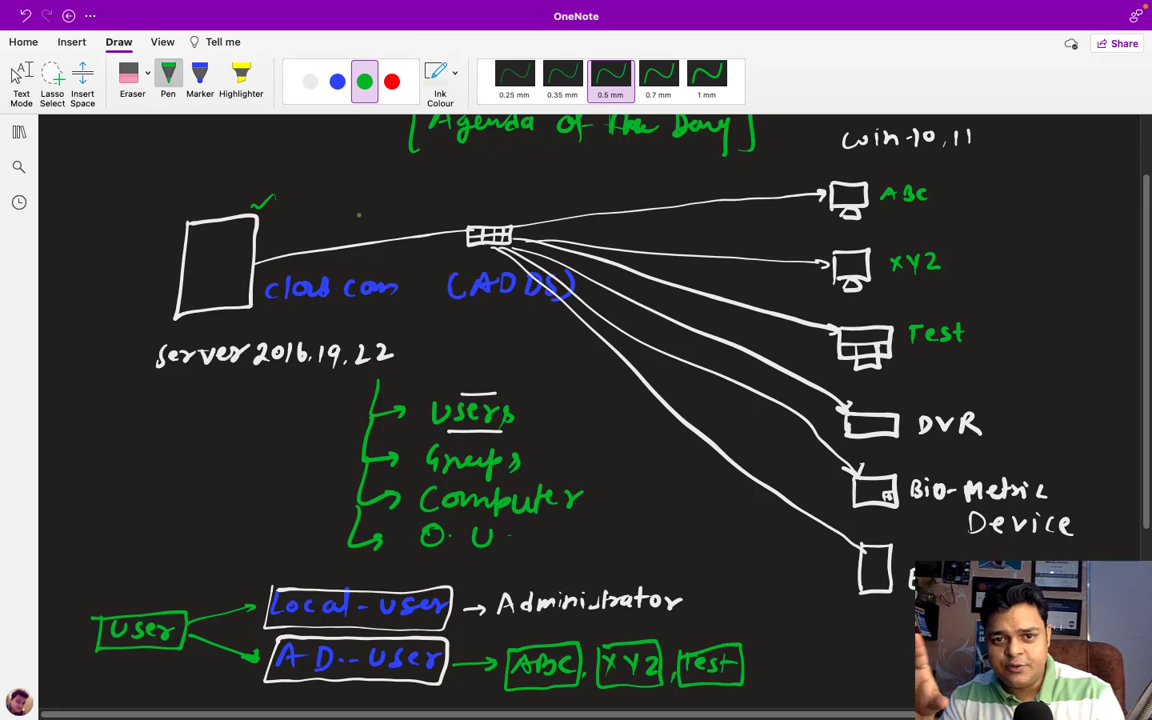 OneNote
Home Insert Draw View Tell me
Share
Text Mode
Lasso Select
Insert Space
Eraser
Pen
Marker
Highlighter
Ink Colour
0.25 mm
0.35 mm
0.5 mm
0.7 mm
1 mm
[Agenda of the Day]
win-10,11
ABC
XYZ
(ADDS)
Test
Server 2016,19,22
Users
DVR
Groups
Computer
Bio-Metric
Device
O.U
Local-user → Administrator
User
A D--user → ABC, XYZ, Test